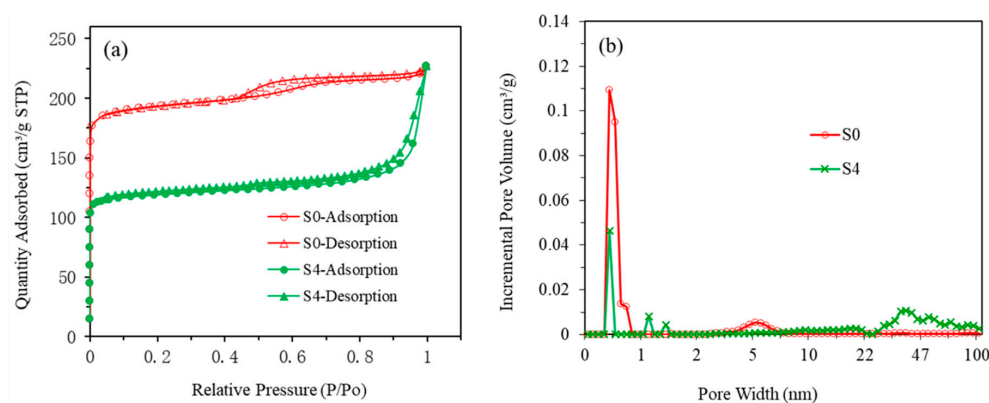 (a)
250
200
150
100
50
0
0 0.2 0.4 0.6 0.8 1
Quantity Adsorbed (cm³/g STP)
Relative Pressure (P/Po)
S0-Adsorption
S0-Desorption
S4-Adsorption
S4-Desorption
(b)
0.14
0.12
0.1
0.08
0.06
0.04
0.02
0
0 1 2 5 10 22 47 100
Incremental Pore Volume (cm³/g)
Pore Width (nm)
S0
S4